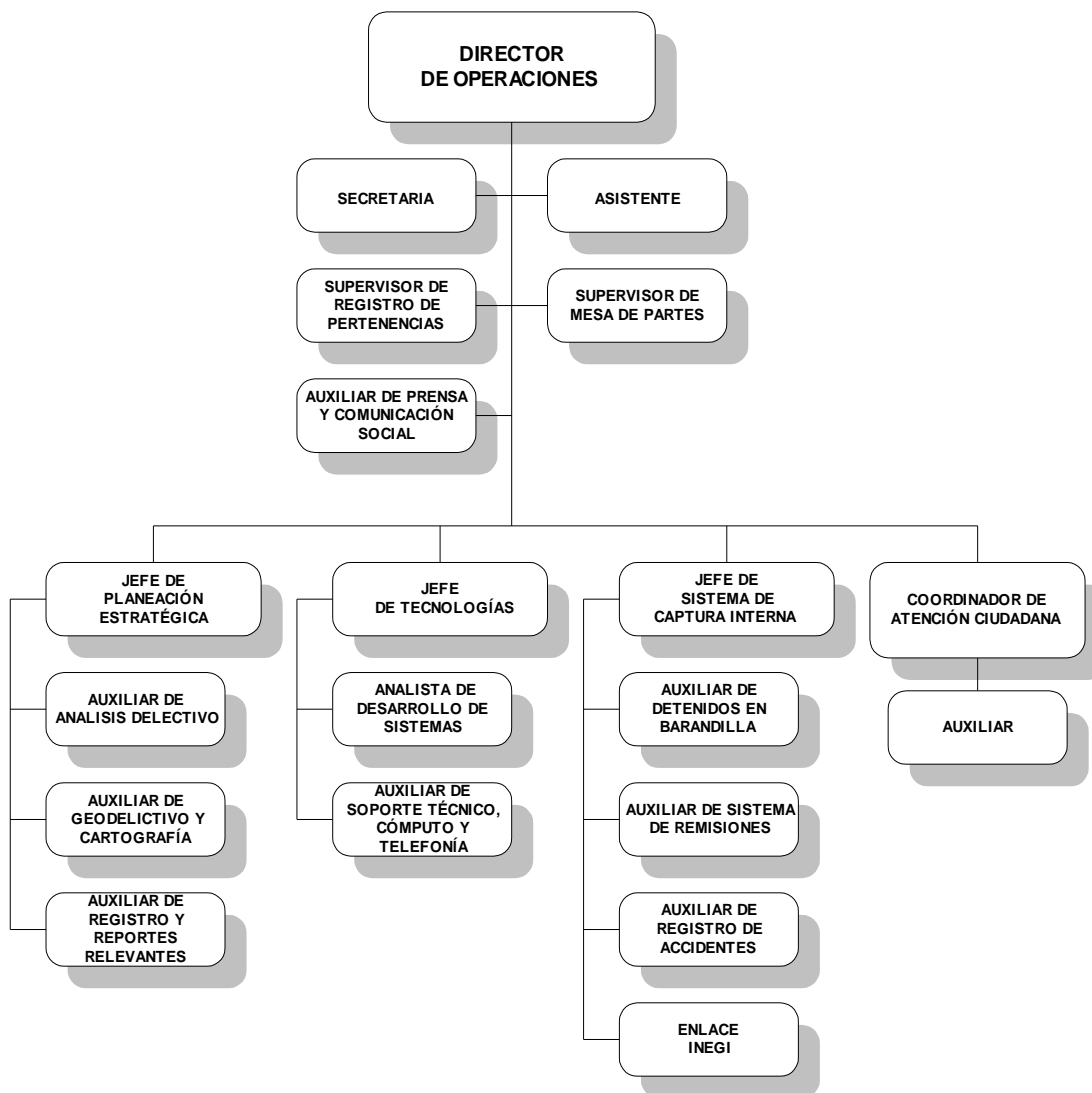 DIRECTOR
DE OPERACIONES
SECRETARIA
ASISTENTE
SUPERVISOR DE
REGISTRO DE
PERTENENCIAS
SUPERVISOR DE
MESA DE PARTES
AUXILIAR DE PRENSA
Y COMUNICACIÓN
SOCIAL
JEFE DE
PLANEACIÓN
ESTRATÉGICA
JEFE
DE TECNOLOGÍAS
JEFE DE
SISTEMA DE
CAPTURA INTERNA
COORDINADOR DE
ATENCIÓN CIUDADANA
AUXILIAR DE
ANALISIS DELECTIVO
ANALISTA DE
DESARROLLO DE
SISTEMAS
AUXILIAR DE
DETENIDOS EN
BARANDILLA
AUXILIAR
AUXILIAR DE
GEODELICTIVO Y
CARTOGRAFÍA
AUXILIAR DE
SOPORTE TÉCNICO,
CÓMPUTO Y
TELEFONÍA
AUXILIAR DE SISTEMA
DE REMISIONES
AUXILIAR DE
REGISTRO Y
REPORTES
RELEVANTES
AUXILIAR DE
REGISTRO DE
ACCIDENTES
ENLACE
INEGI